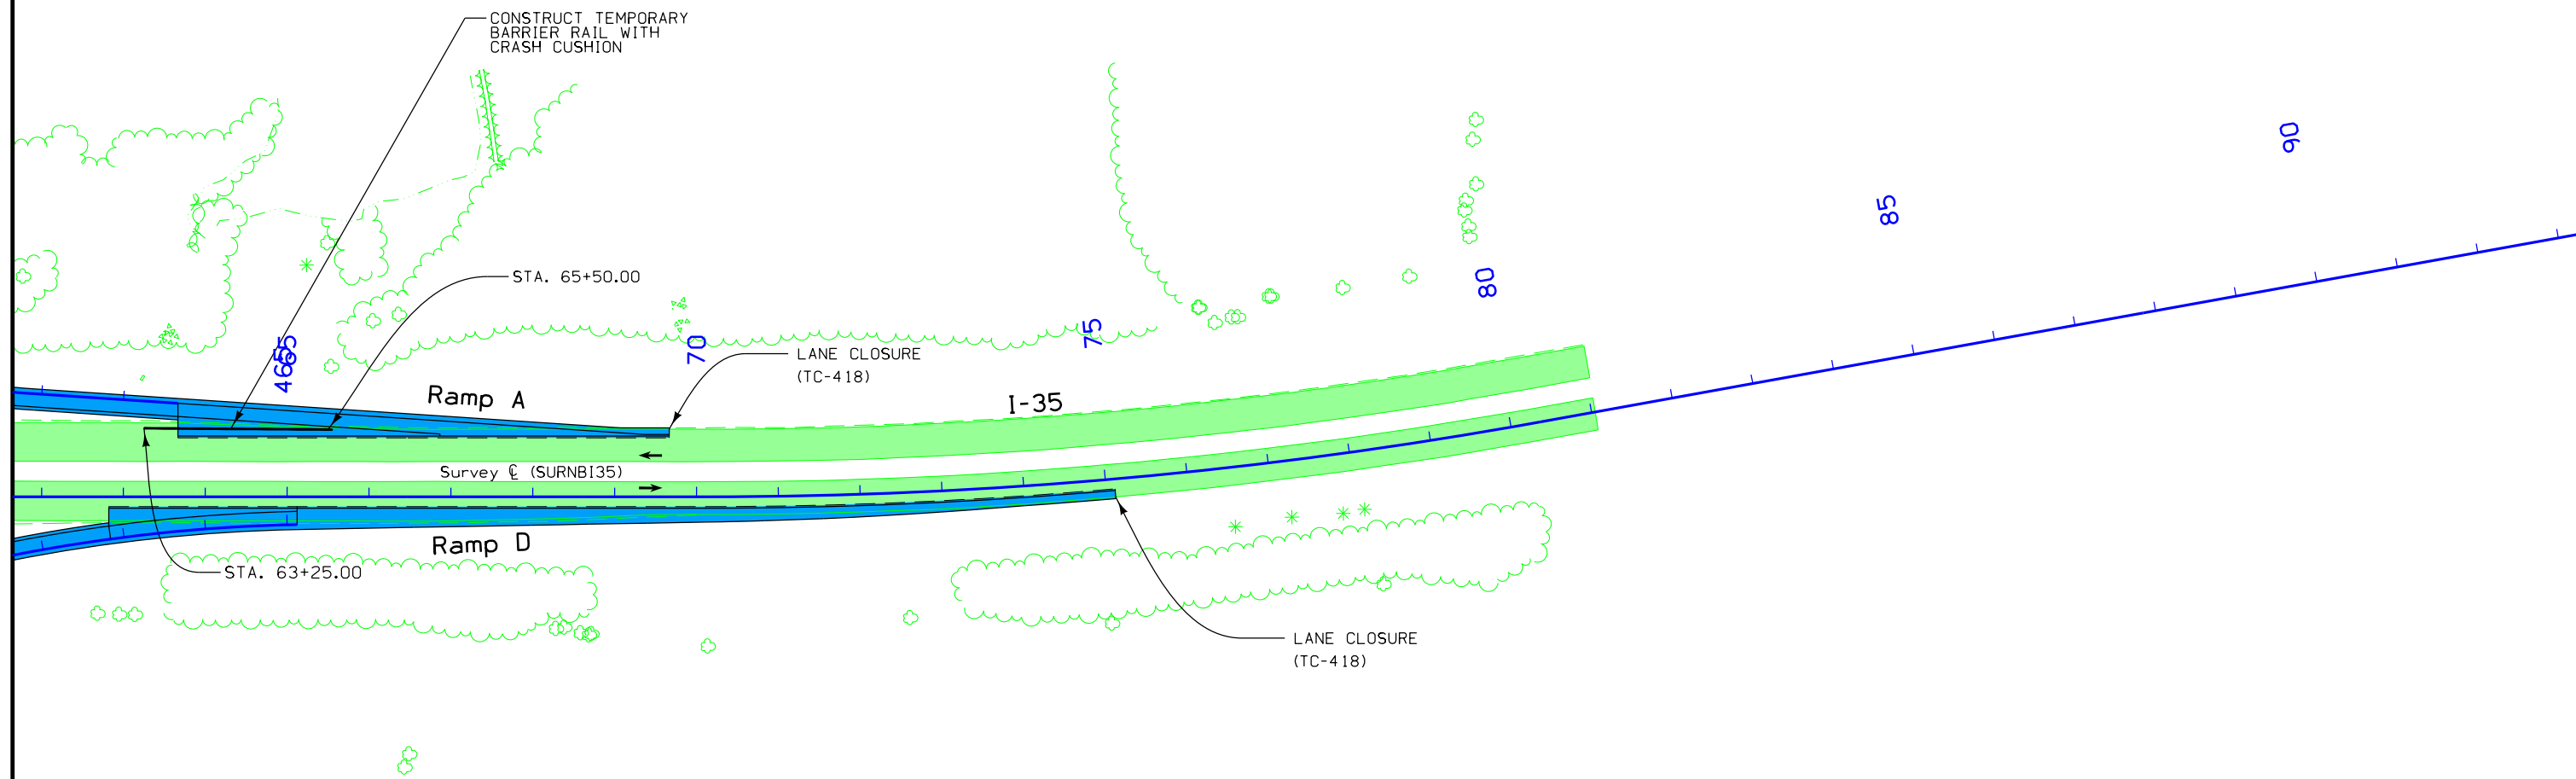 CONSTRUCT TEMPORARY
BARRIER RAIL WITH
CRASH CUSHION
90
85
STA. 65+50.00
80
75
70
65
465
LANE CLOSURE
(TC-418)
Ramp A
I-35
Survey ℄ (SURNBI35)
Ramp D
STA. 63+25.00
LANE CLOSURE
(TC-418)